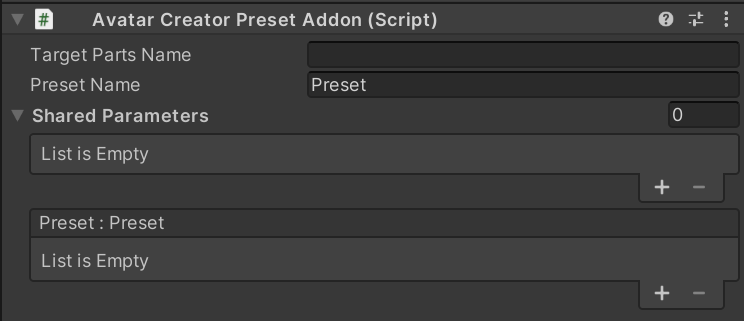 Avatar Creator Preset Addon (Script)
Target Parts Name
Preset Name Preset
Shared Parameters 0
List is Empty
Preset : Preset
List is Empty